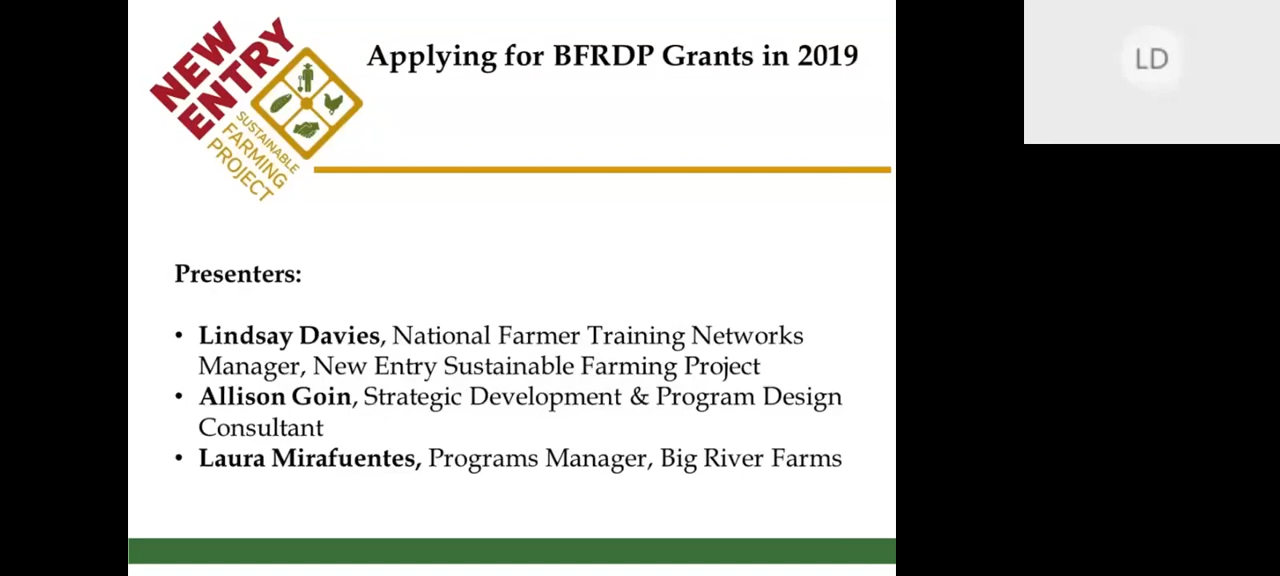 NEW
ENTRY
SUSTAINABLE
FARMING
PROJECT
Applying for BFRDP Grants in 2019
LD
Presenters:
• Lindsay Davies, National Farmer Training Networks
Manager, New Entry Sustainable Farming Project
• Allison Goin, Strategic Development & Program Design
Consultant
• Laura Mirafuentes, Programs Manager, Big River Farms